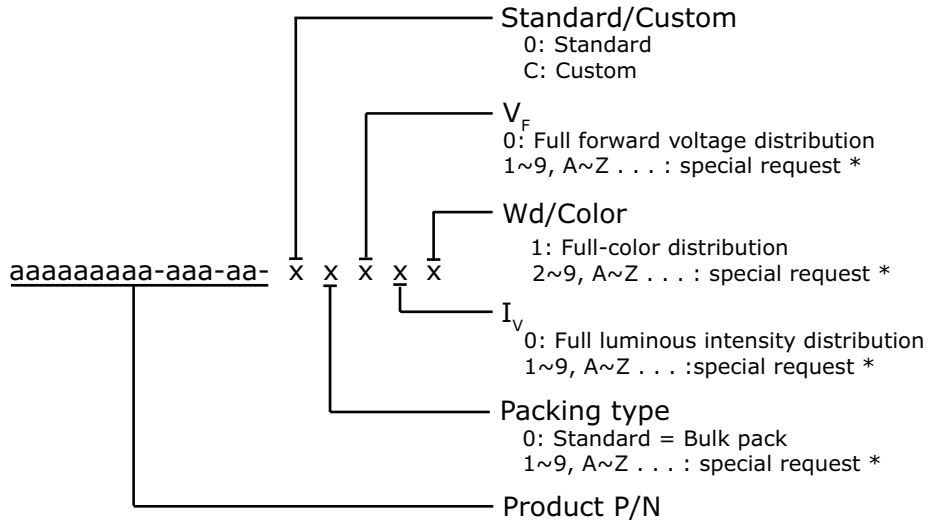 Standard/Custom
0: Standard
C: Custom
VF
0: Full forward voltage distribution
1~9, A~Z . . . : special request *
Wd/Color
1: Full-color distribution
2~9, A~Z . . . : special request *
aaaaaaaaa-aaa-aa- x x x x x
IV
0: Full luminous intensity distribution
1~9, A~Z . . . :special request *
Packing type
0: Standard = Bulk pack
1~9, A~Z . . . : special request *
Product P/N